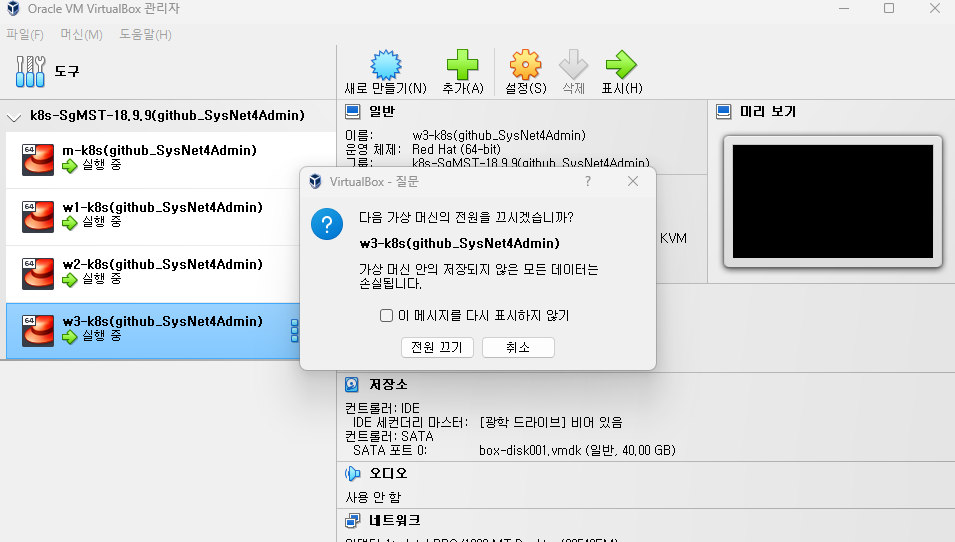 Oracle VM VirtualBox 관리자
파일(F) 머신(M) 도움말(H)
도구
새로 만들기(N) 추가(A) 설정(S) 삭제 표시(H)
k8s-SgMST-18.9.9(github_SysNet4Admin)
64 m-k8s(github_SysNet4Admin)
실행 중
64 w1-k8s(github_SysNet4Admin)
실행 중
64 w2-k8s(github_SysNet4Admin)
실행 중
64 w3-k8s(github_SysNet4Admin)
실행 중
일반
이름: w3-k8s(github_SysNet4Admin)
운영 체제: Red Hat (64-bit)
그룹: k8s-SgMST-18.9.9(github_SysNet4Admin)
미리 보기
KVM
VirtualBox - 질문
다음 가상 머신의 전원을 끄시겠습니까?
w3-k8s(github_SysNet4Admin)
가상 머신 안의 저장되지 않은 모든 데이터는
손실됩니다.
이 메시지를 다시 표시하지 않기
전원 끄기 취소
저장소
컨트롤러: IDE
IDE 세컨더리 마스터: [광학 드라이브] 비어 있음
컨트롤러: SATA
SATA 포트 0: box-disk001.vmdk (일반, 40.00 GB)
오디오
사용 안 함
네트워크